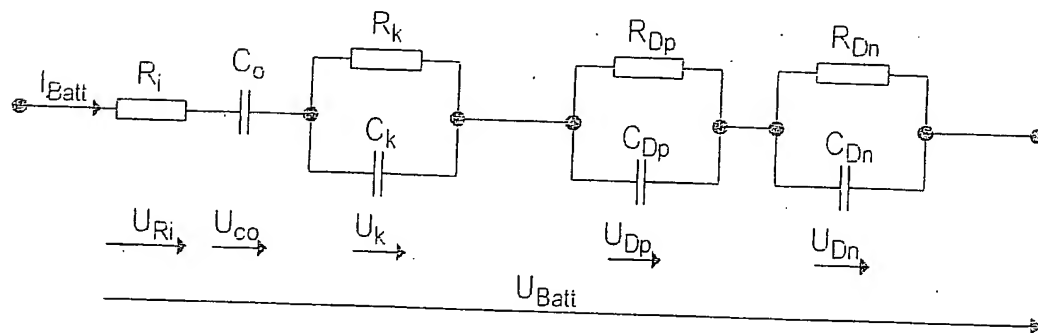 R_k
R_Dp
R_Dn
I_Batt
R_i
C_o
C_k
C_Dp
C_Dn
U_Ri
U_co
U_k
U_Dp
U_Dn
U_Batt